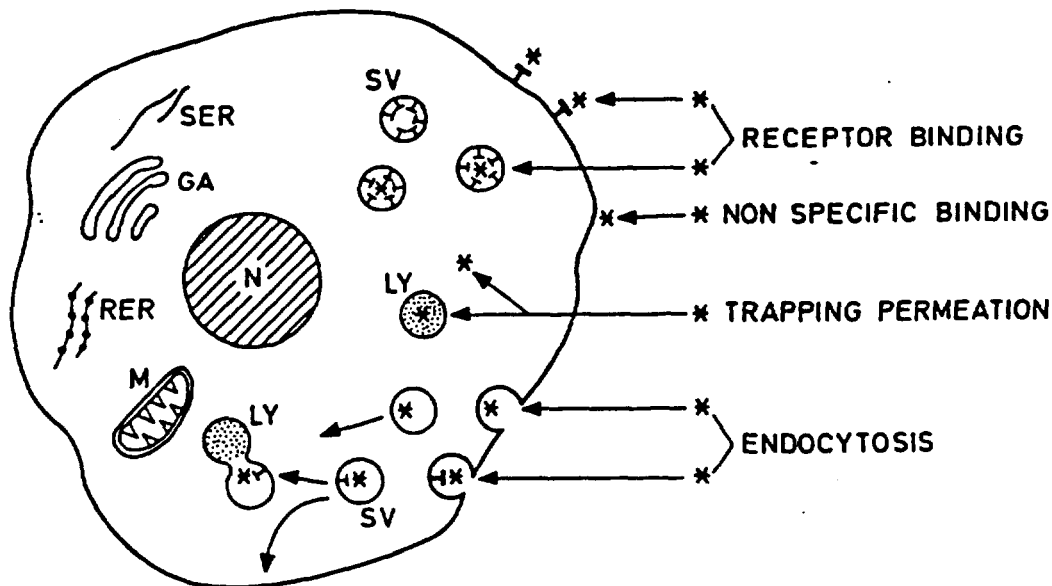 SV
SER
RECEPTOR BINDING
GA
* NON SPECIFIC BINDING
N
LY
RER
* TRAPPING PERMEATION
M
LY
ENDOCYTOSIS
SV